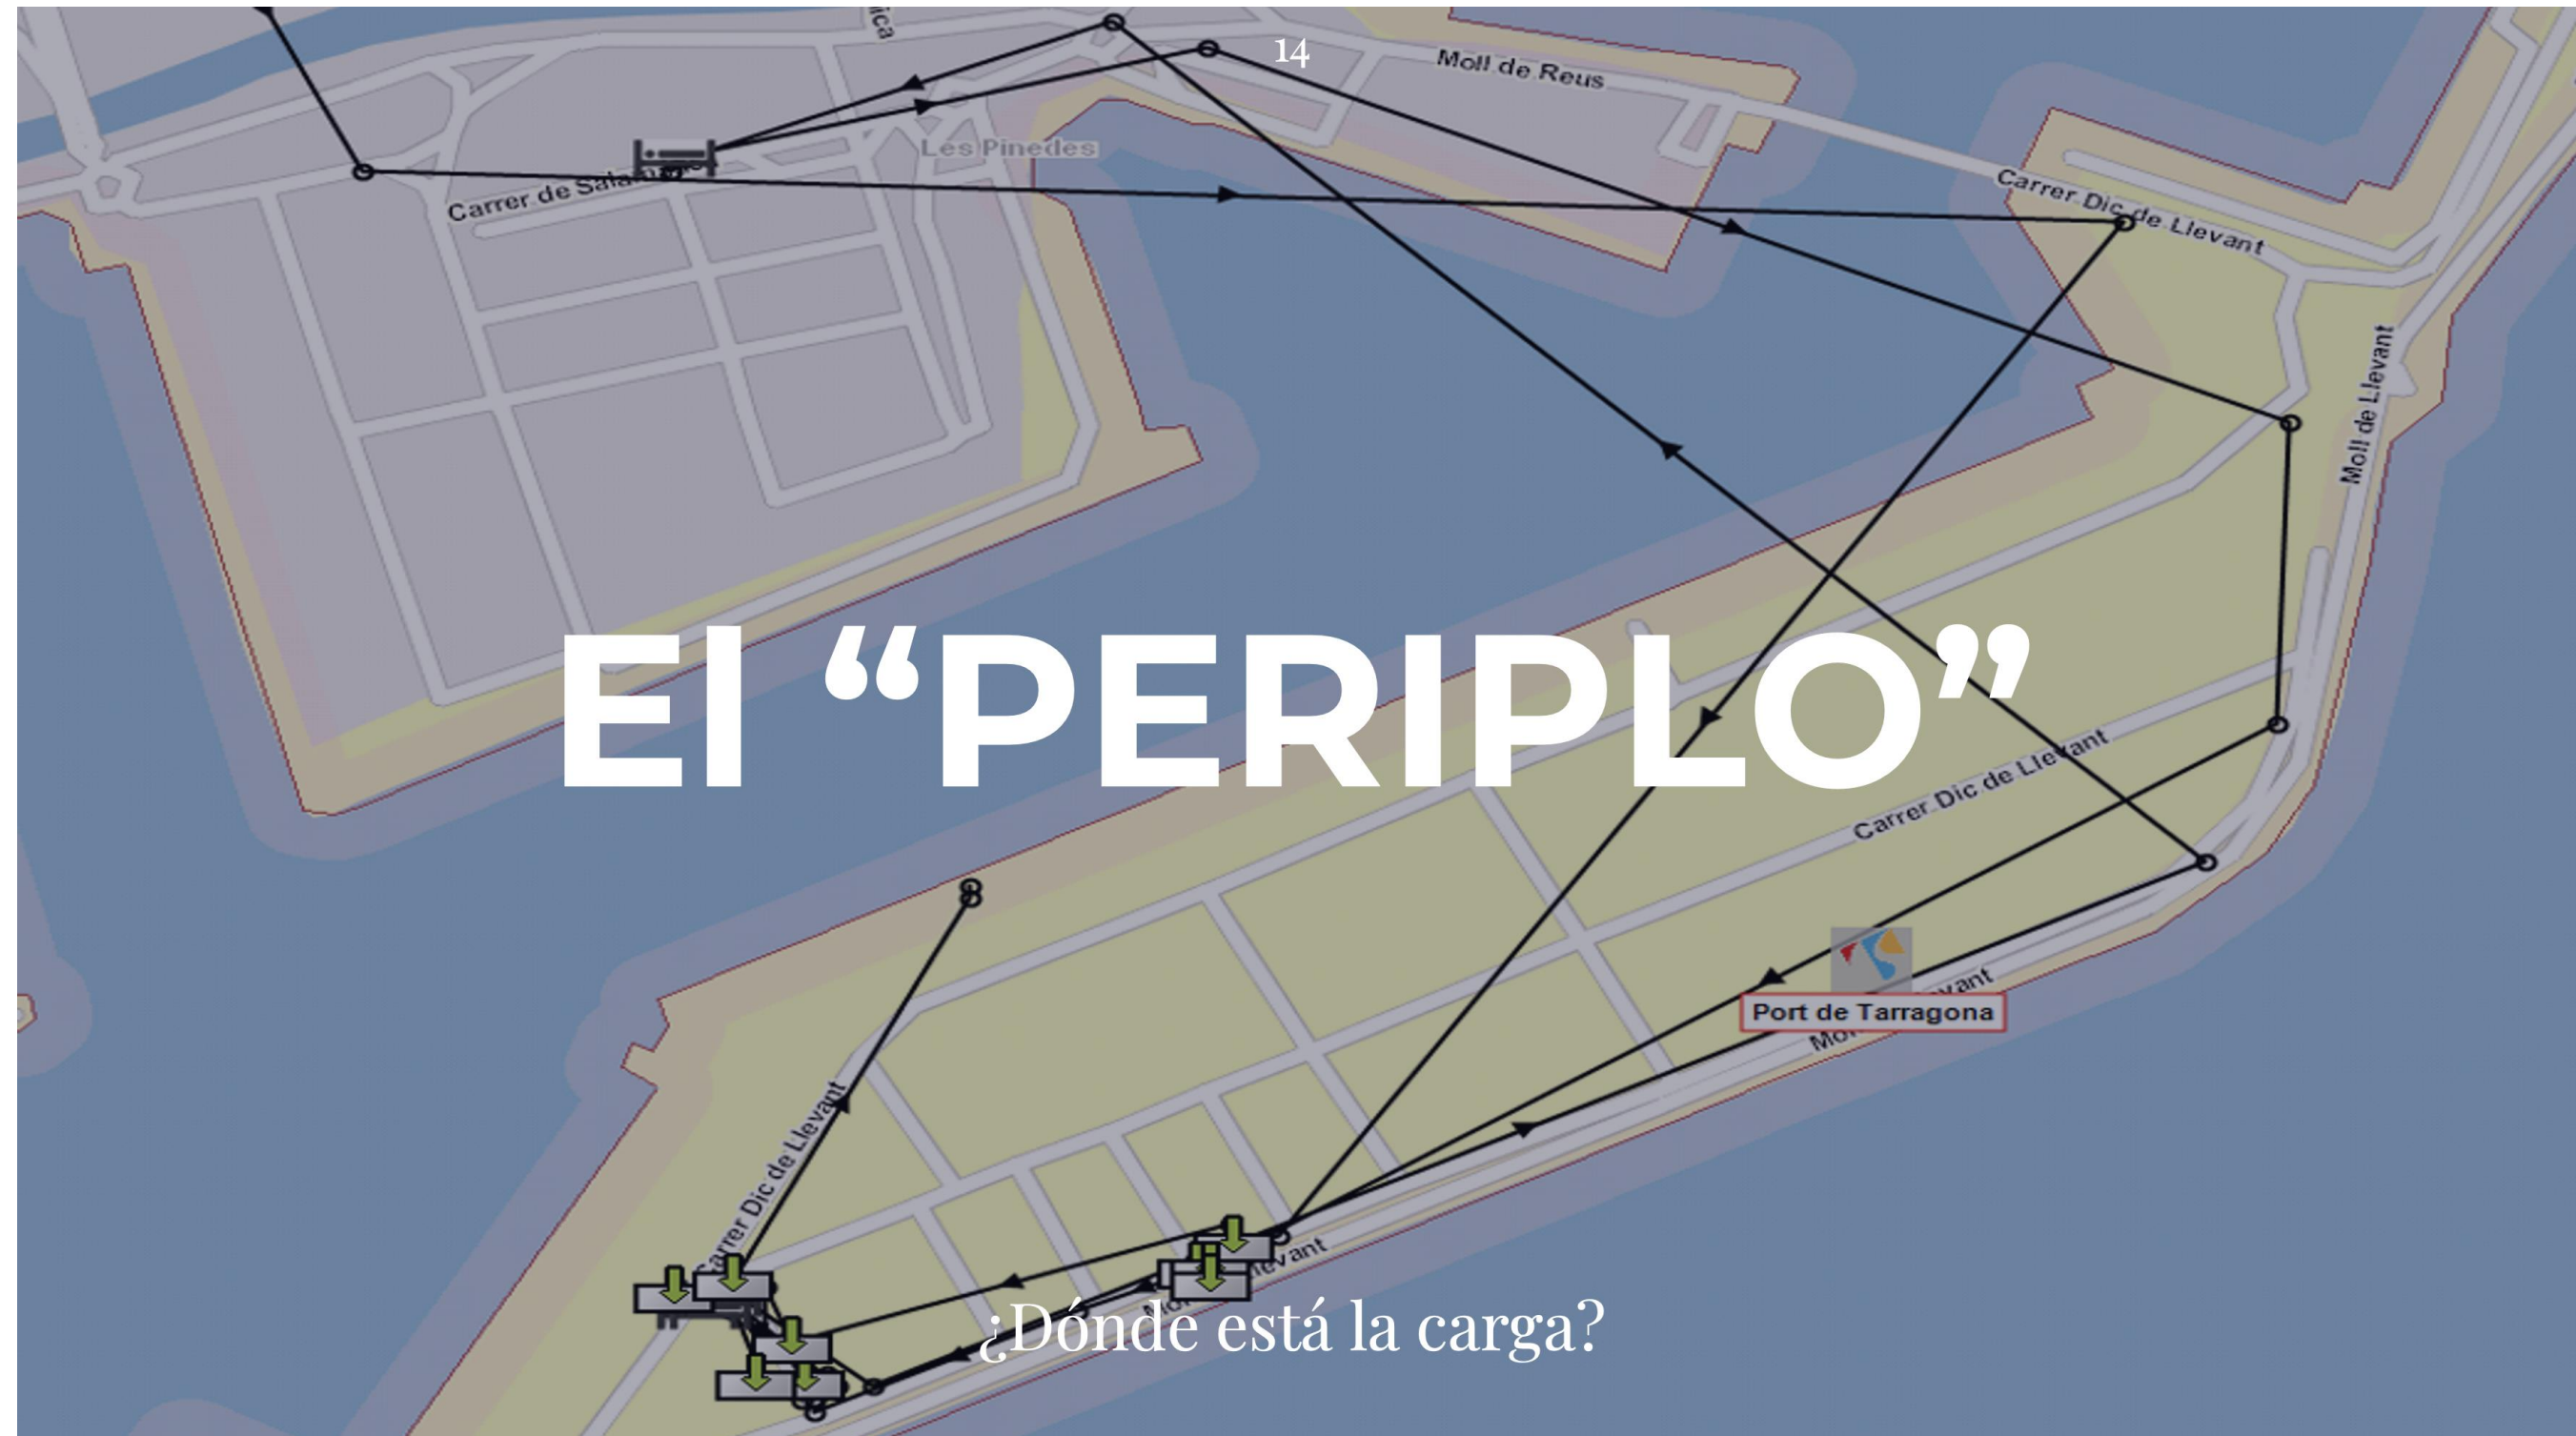 ica
14
Moll de Reus
Les Pinedes
Carrer de Sala
Carrer Dic de Llevant
Moll de Llevant
El “PERIPLO”
Carrer Dic de Llevant
Port de Tarragona
Carrer Dic de Llevant
¿Dónde está la carga?